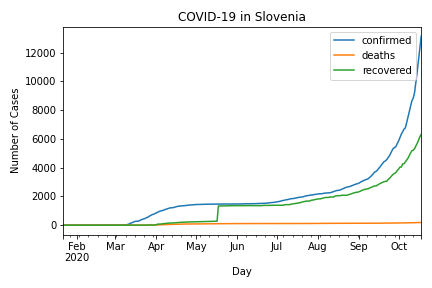 COVID-19 in Slovenia
confirmed
deaths
recovered
Number of Cases
12000
10000
8000
6000
4000
2000
0
Feb Mar Apr May Jun Jul Aug Sep Oct
2020
Day